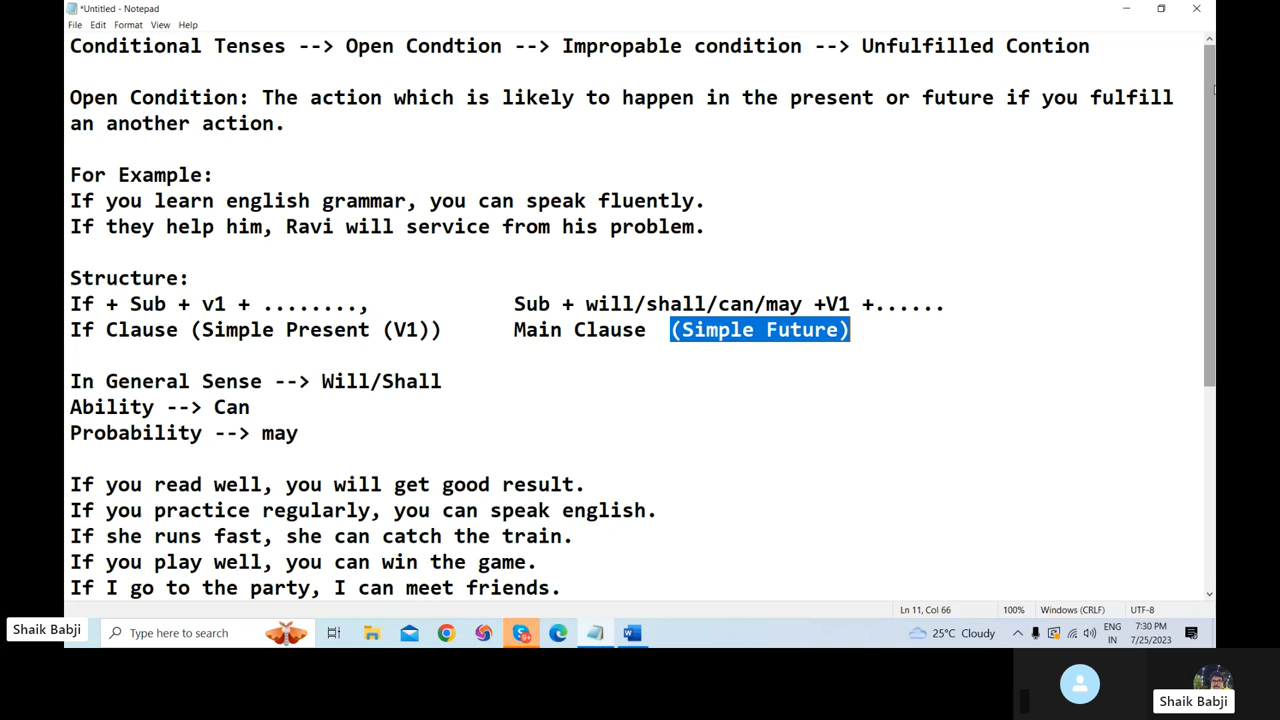 *Untitled - Notepad
File Edit Format View Help
Conditional Tenses --> Open Condtion --> Impropable condition --> Unfulfilled Contion
Open Condition: The action which is likely to happen in the present or future if you fulfill
an another action.
For Example:
If you learn english grammar, you can speak fluently.
If they help him, Ravi will service from his problem.
Structure:
If + Sub + v1 + ........, Sub + will/shall/can/may +V1 +......
If Clause (Simple Present (V1)) Main Clause (Simple Future)
In General Sense --> Will/Shall
Ability --> Can
Probability --> may
If you read well, you will get good result.
If you practice regularly, you can speak english.
If she runs fast, she can catch the train.
If you play well, you can win the game.
If I go to the party, I can meet friends.
Ln 11, Col 66 100% Windows (CRLF) UTF-8
Shaik Babji
Type here to search
25°C Cloudy
ENG
IN
7:30 PM
7/25/2023
Shaik Babji